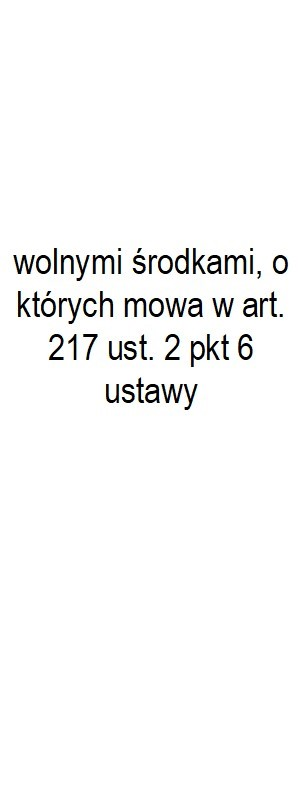 wolnymi środkami, o
których mowa w art.
217 ust. 2 pkt 6
ustawy